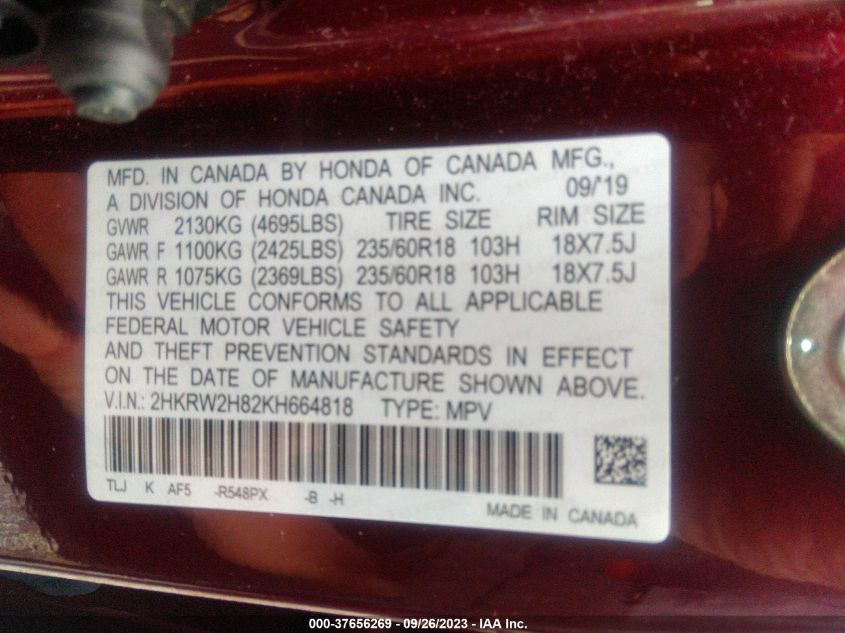 MFD. IN CANADA BY HONDA OF CANADA MFG.,
A DIVISION OF HONDA CANADA INC. 09/'19
GVWR 2130KG (4695LBS) TIRE SIZE RIM SIZE
GAWR F 1100KG (2425LBS) 235/60R18 103H 18X7.5J
GAWR R 1075KG (2369LBS) 235/60R18 103H 18X7.5J
THIS VEHICLE CONFORMS TO ALL APPLICABLE
FEDERAL MOTOR VEHICLE SAFETY
AND THEFT PREVENTION STANDARDS IN EFFECT
ON THE DATE OF MANUFACTURE SHOWN ABOVE.
V.I.N.: 2HKRW2H82KH664818 TYPE: MPV
TLJ K AF5 -R548PX -B -H
MADE IN CANADA
000-37656269 - 09/26/2023 - IAA Inc.